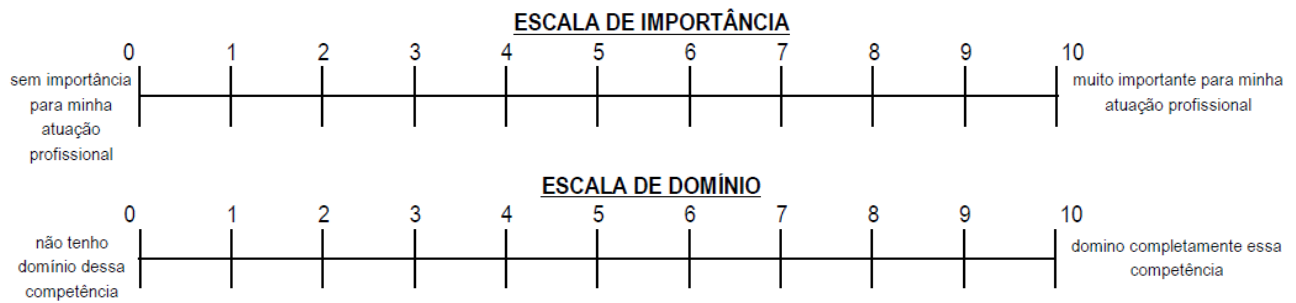 ESCALA DE IMPORTÂNCIA
0 1 2 3 4 5 6 7 8 9 10
sem importância
para minha
atuação
profissional
muito importante para minha
atuação profissional
ESCALA DE DOMÍNIO
0 1 2 3 4 5 6 7 8 9 10
não tenho
domínio dessa
competência
domino completamente essa
competência